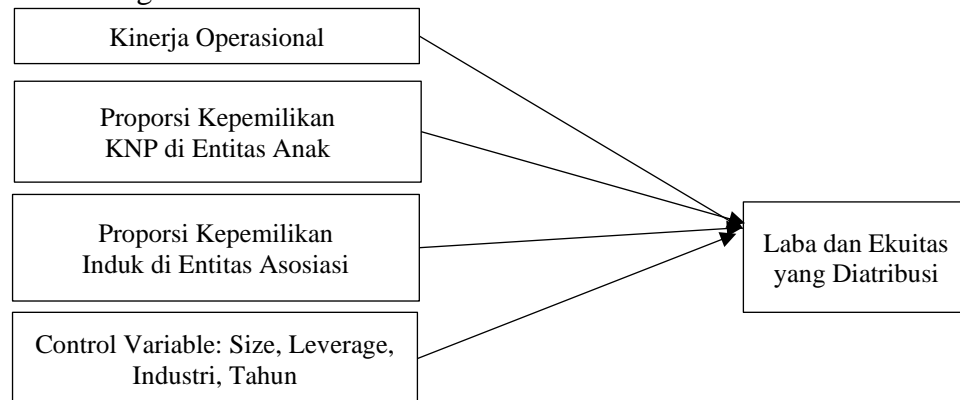 Kinerja Operasional
Proporsi Kepemilikan
KNP di Entitas Anak
Proporsi Kepemilikan
Induk di Entitas Asosiasi
Control Variable: Size, Leverage,
Industri, Tahun
Laba dan Ekuitas
yang Diatribusi